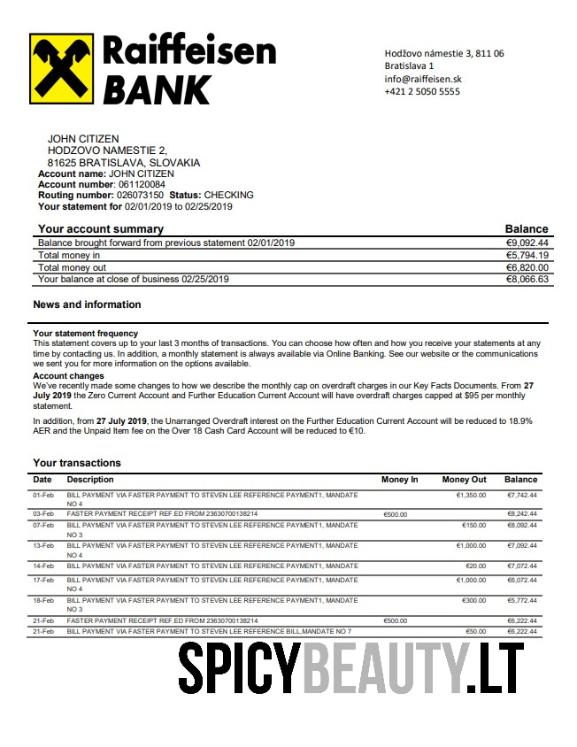 Raiffeisen
BANK
Hodžovo námestie 3, 811 06
Bratislava 1
info@raiffeisen.sk
+421 2 5050 5555
JOHN CITIZEN
HODZOVO NAMESTIE 2,
81625 BRATISLAVA, SLOVAKIA
Account name: JOHN CITIZEN
Account number: 061120084
Routing number: 026073150 Status: CHECKING
Your statement for 02/01/2019 to 02/25/2019
Your account summary Balance
Balance brought forward from previous statement 02/01/2019 €9,092.44
Total money in €5,794.19
Total money out €6,820.00
Your balance at close of business 02/25/2019 €8,066.63
News and information
Your statement frequency
This statement covers up to your last 3 months of transactions. You can choose how often and how you receive your statements at any
time by contacting us. In addition, a monthly statement is always available via Online Banking. See our website or the communications
we sent you for more information on the options available.
Account changes
We've recently made some changes to how we describe the monthly cap on overdraft charges in our Key Facts Documents. From 27
July 2019 the Zero Current Account and Further Education Current Account will have overdraft charges capped at $95 per monthly
statement.
In addition, from 27 July 2019, the Unarranged Overdraft interest on the Further Education Current Account will be reduced to 18.9%
AER and the Unpaid Item fee on the Over 18 Cash Card Account will be reduced to €10.
Your transactions
Date Description Money In Money Out Balance
01-Feb BILL PAYMENT VIA FASTER PAYMENT TO STEVEN LEE REFERENCE PAYMENT1, MANDATE €1,350.00 €7,742.44
NO 4
03-Feb FASTER PAYMENT RECEIPT REF.ED FROM 23630700138214 €500.00 €8,242.44
07-Feb BILL PAYMENT VIA FASTER PAYMENT TO STEVEN LEE REFERENCE PAYMENT1, MANDATE €150.00 €8,092.44
NO 3
13-Feb BILL PAYMENT VIA FASTER PAYMENT TO STEVEN LEE REFERENCE PAYMENT1, MANDATE €1,000.00 €7,092.44
NO 4
14-Feb BILL PAYMENT VIA FASTER PAYMENT TO STEVEN LEE REFERENCE PAYMENT1, MANDATE €20.00 €7,072.44
17-Feb BILL PAYMENT VIA FASTER PAYMENT TO STEVEN LEE REFERENCE PAYMENT1, MANDATE €1,000.00 €6,072.44
NO 4
18-Feb BILL PAYMENT VIA FASTER PAYMENT TO STEVEN LEE REFERENCE PAYMENT1, MANDATE €300.00 €5,772.44
NO 3
21-Feb FASTER PAYMENT RECEIPT REF.ED FROM 23630700138214 €500.00 €6,222.44
21-Feb BILL PAYMENT VIA FASTER PAYMENT TO STEVEN LEE REFERENCE BILL,MANDATE NO 7 €50.00 €6,222.44
SPICYBEAUTY.LT